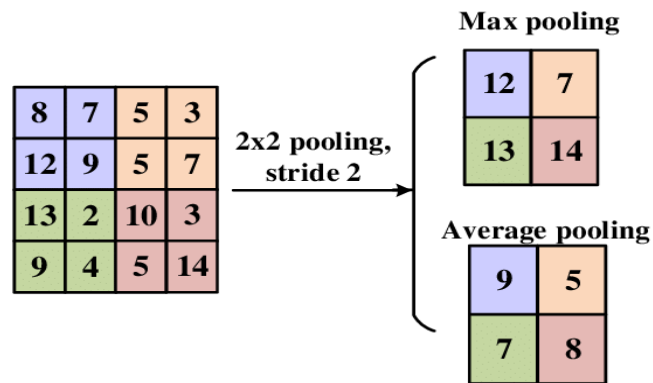 Max pooling
12 7
13 14
8 7 5 3
12 9 5 7
13 2 10 3
9 4 5 14
2x2 pooling,
stride 2
Average pooling
9 5
7 8